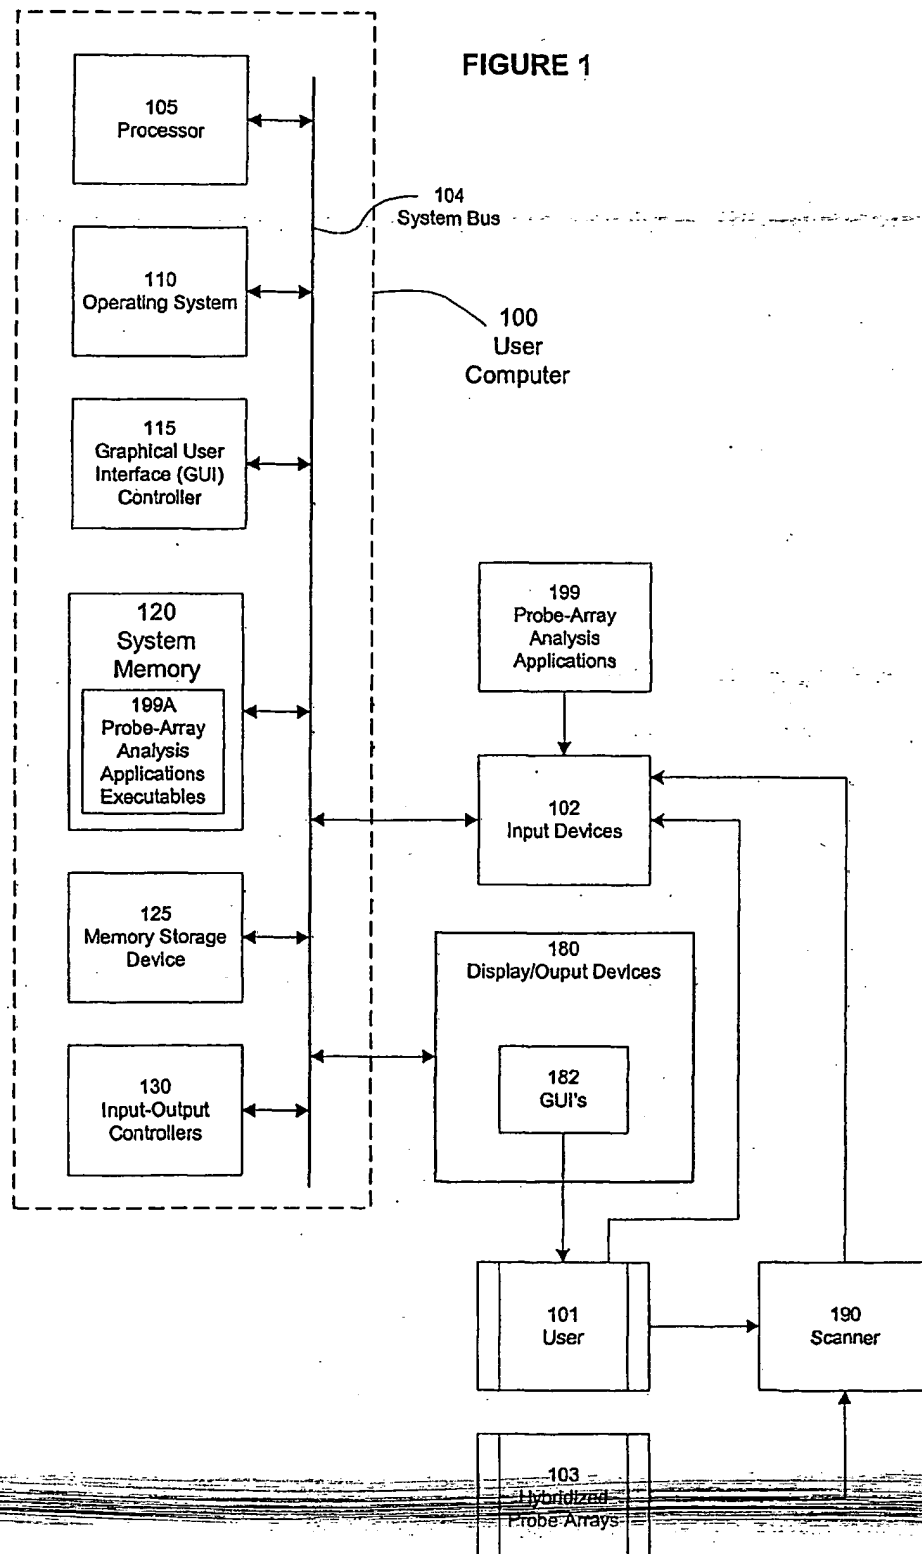 FIGURE 1
105
Processor
104
System Bus
110
Operating System
100
User
Computer
115
Graphical User
Interface (GUI)
Controller
120
System
Memory
199A
Probe-Array
Analysis
Applications
Executables
199
Probe-Array
Analysis
Applications
102
Input Devices
125
Memory Storage
Device
180
Display/Ouput Devices
182
GUI's
130
Input-Output
Controllers
101
User
190
Scanner
103
Hybridized
Probe Arrays